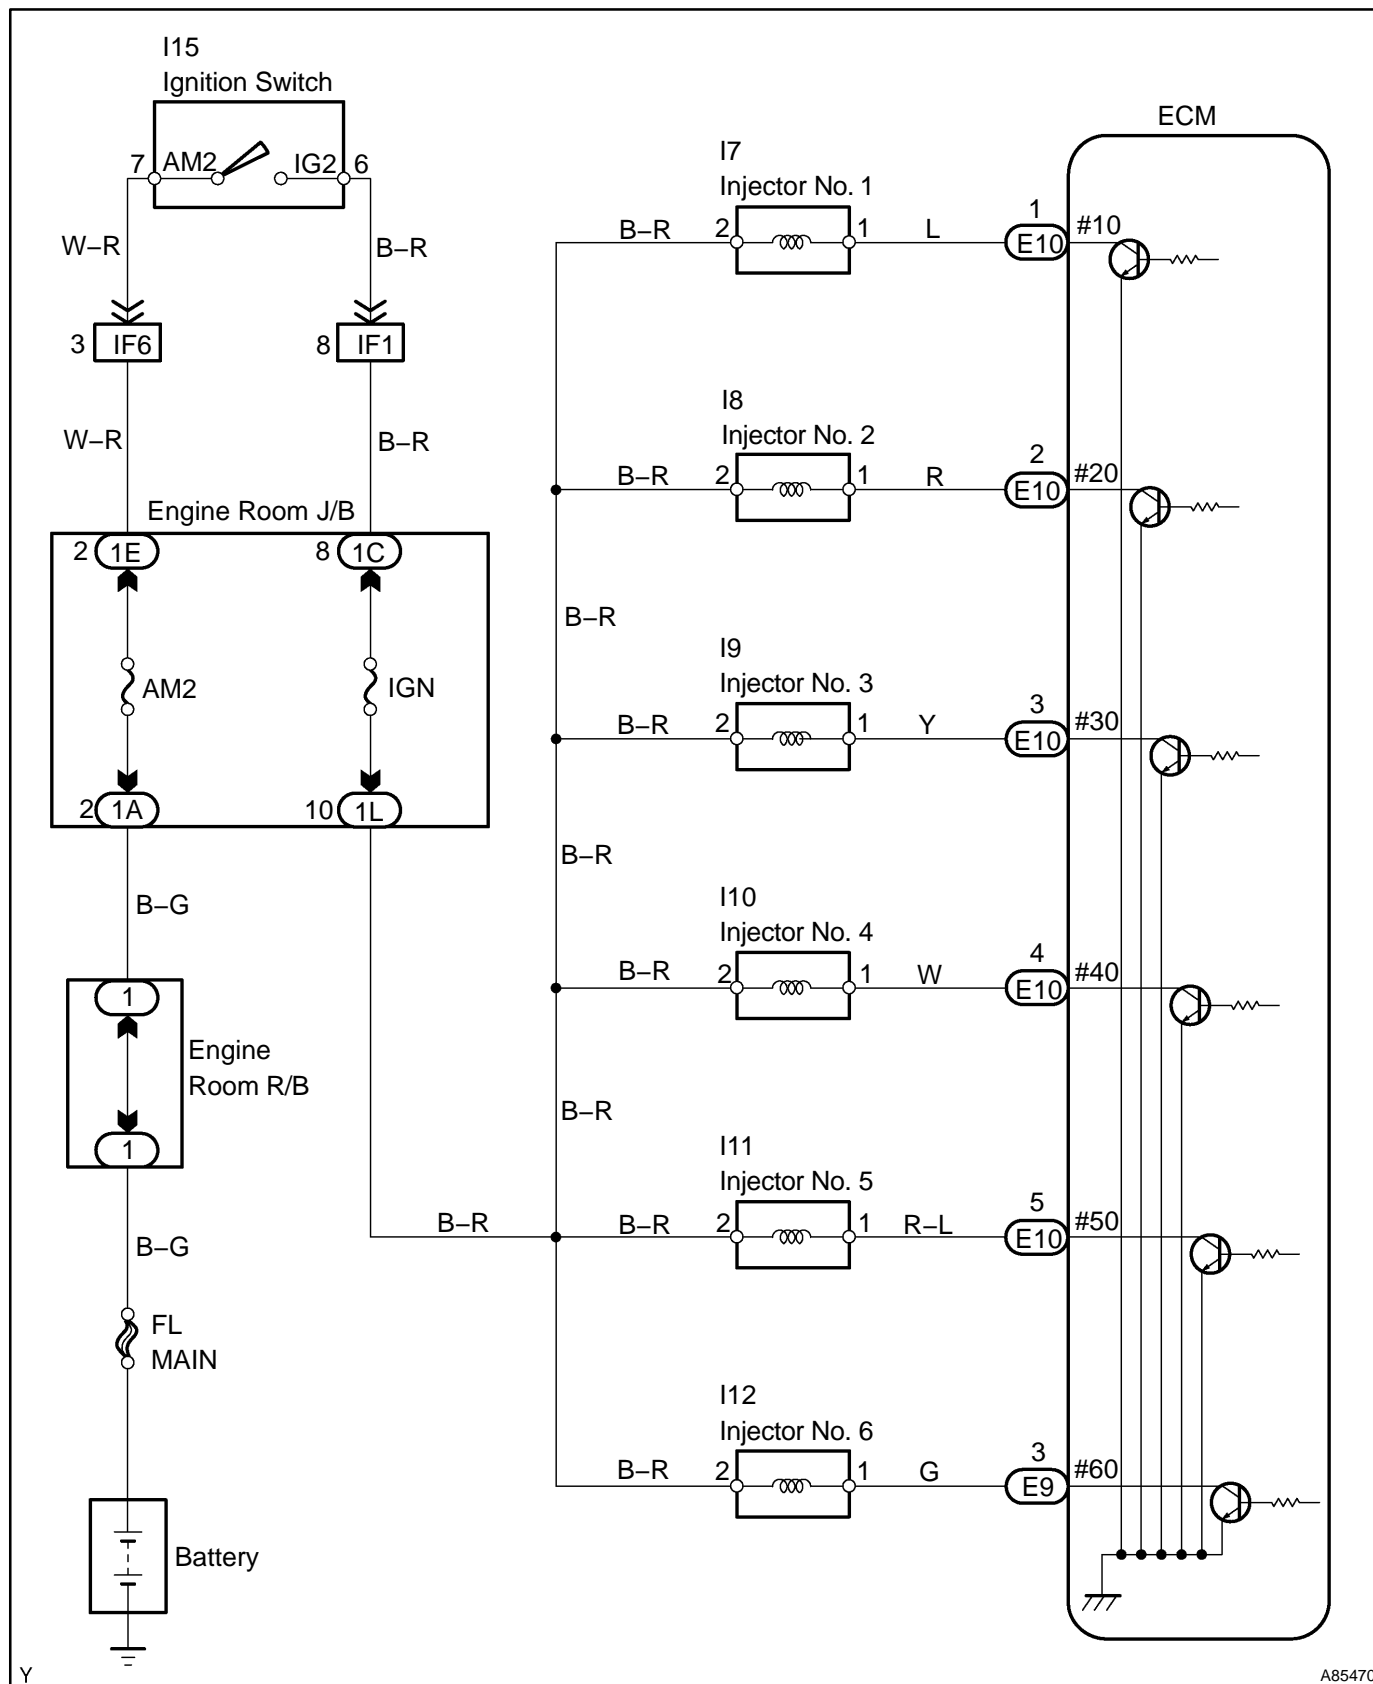 I15
Ignition Switch
7
AM2
IG2
6
W–R
B–R
3
IF6
8
IF1
W–R
B–R
Engine Room J/B
2
1E
8
1C
AM2
IGN
2
1A
10
1L
B–G
1
Engine
Room R/B
1
B–G
FL
MAIN
Battery
B–R
B–R
B–R
B–R
ECM
I7
Injector No. 1
B–R
2
1
L
1
E10
#10
I8
Injector No. 2
B–R
2
1
R
2
E10
#20
I9
Injector No. 3
B–R
2
1
Y
3
E10
#30
I10
Injector No. 4
B–R
2
1
W
4
E10
#40
I11
Injector No. 5
B–R
2
1
R–L
5
E10
#50
I12
Injector No. 6
B–R
2
1
G
3
E9
#60
Y
A85470